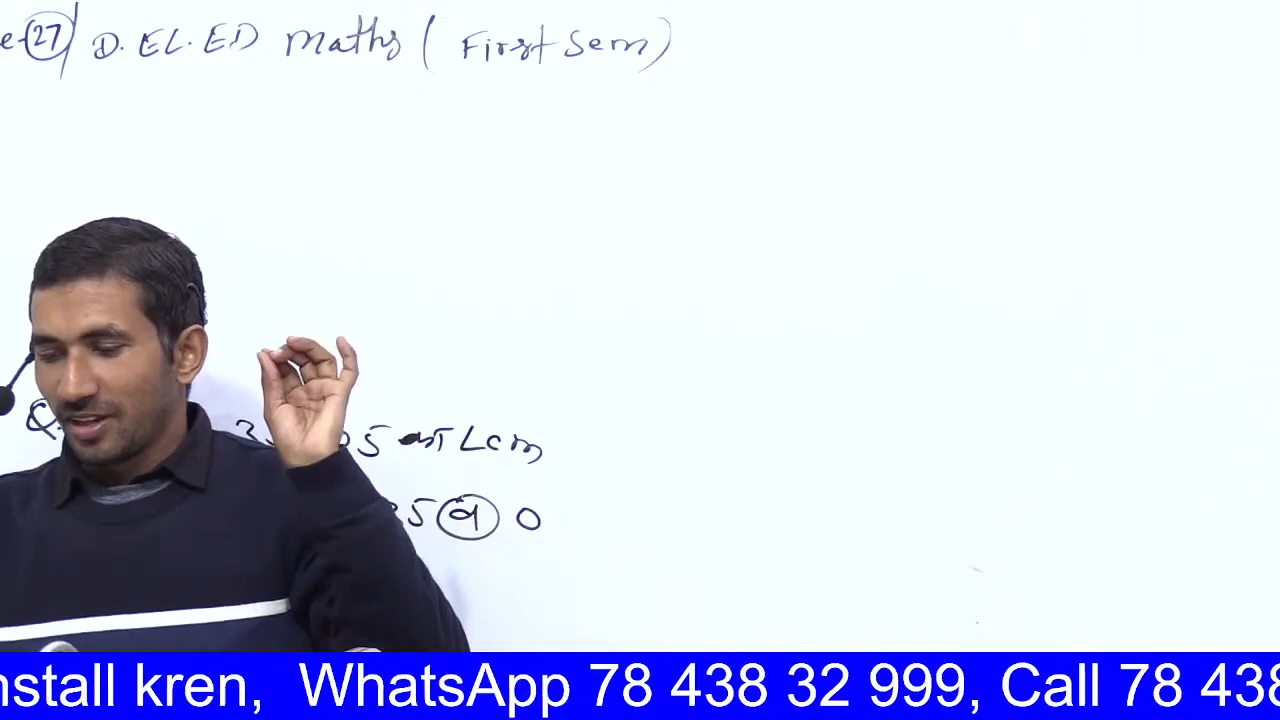 e-27 / D.EL.ED Maths ( First Sem )
Q. 5 का Lcm
5 व 0
nstall kren, WhatsApp 78 438 32 999, Call 78 438